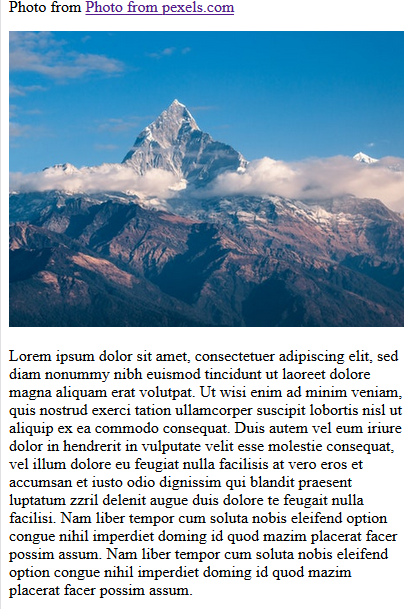 Photo from Photo from pexels.com
Lorem ipsum dolor sit amet, consectetuer adipiscing elit, sed
diam nonummy nibh euismod tincidunt ut laoreet dolore
magna aliquam erat volutpat. Ut wisi enim ad minim veniam,
quis nostrud exerci tation ullamcorper suscipit lobortis nisl ut
aliquip ex ea commodo consequat. Duis autem vel eum iriure
dolor in hendrerit in vulputate velit esse molestie consequat,
vel illum dolore eu feugiat nulla facilisis at vero eros et
accumsan et iusto odio dignissim qui blandit praesent
luptatum zzril delenit augue duis dolore te feugait nulla
facilisi. Nam liber tempor cum soluta nobis eleifend option
congue nihil imperdiet doming id quod mazim placerat facer
possim assum. Nam liber tempor cum soluta nobis eleifend
option congue nihil imperdiet doming id quod mazim
placerat facer possim assum.